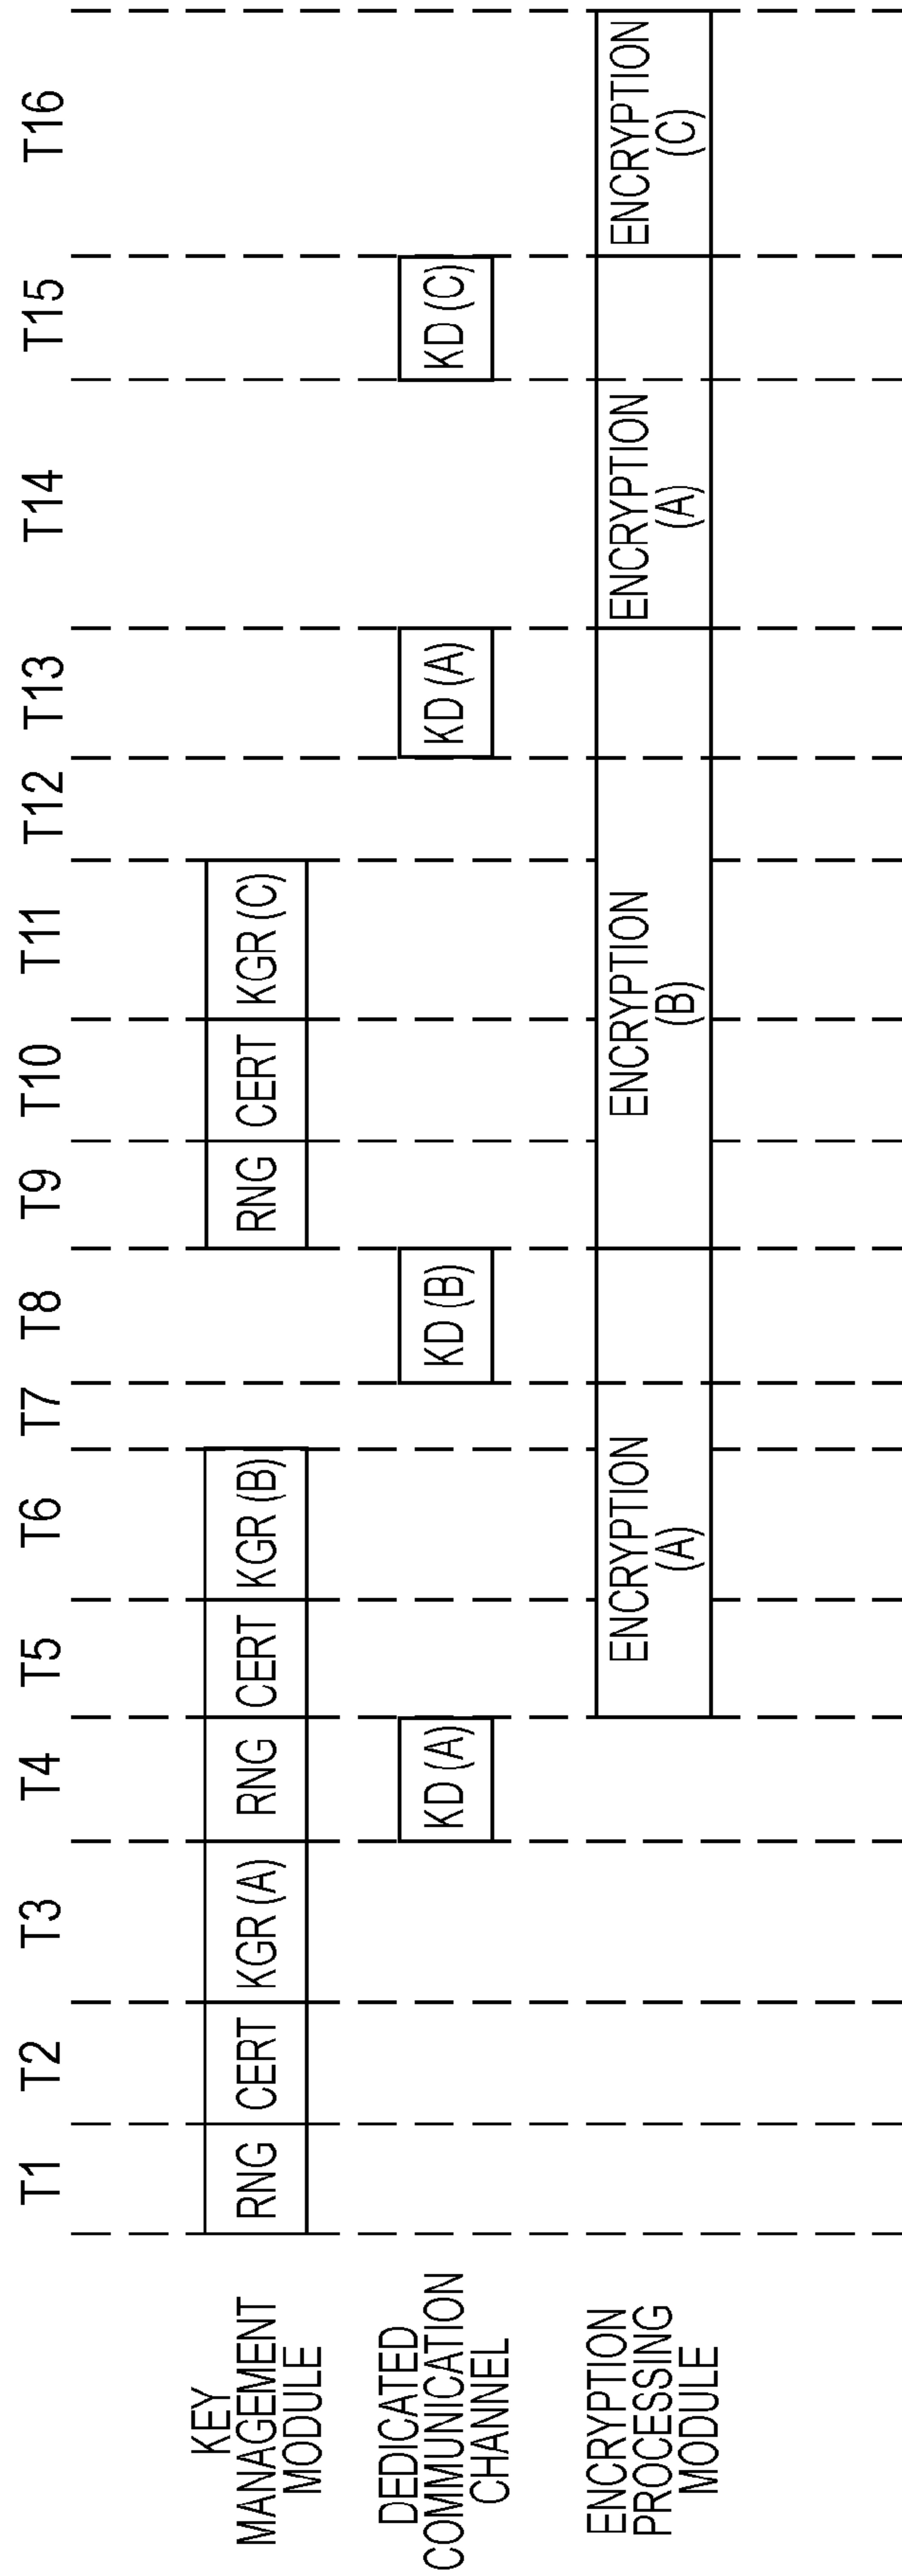 T1
T2
T3
T4
T5
T6
T7
T8
T9
T10
T11
T12
T13
T14
T15
T16
KEY
MANAGEMENT
MODULE
RNG
CERT
KGR (A)
RNG
CERT
KGR (B)
RNG
CERT
KGR (C)
DEDICATED
COMMUNICATION
CHANNEL
KD (A)
KD (B)
KD (A)
KD (C)
ENCRYPTION
PROCESSING
MODULE
ENCRYPTION
(A)
ENCRYPTION
(B)
ENCRYPTION
(A)
ENCRYPTION
(C)